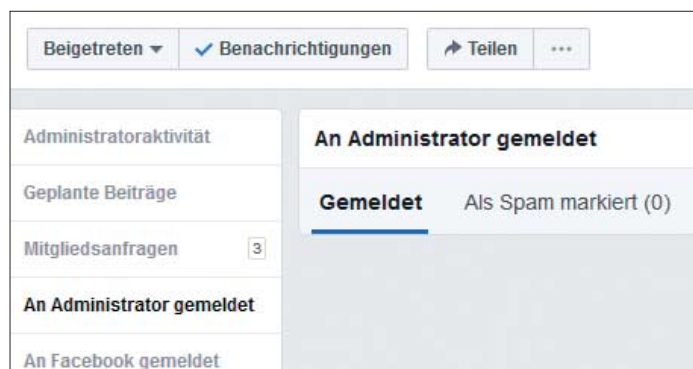 Beigetreten Benachrichtigungen Teilen ...
Administratoraktivität
Geplante Beiträge
Mitgliedsanfragen 3
An Administrator gemeldet
An Facebook gemeldet
An Administrator gemeldet
Gemeldet Als Spam markiert (0)